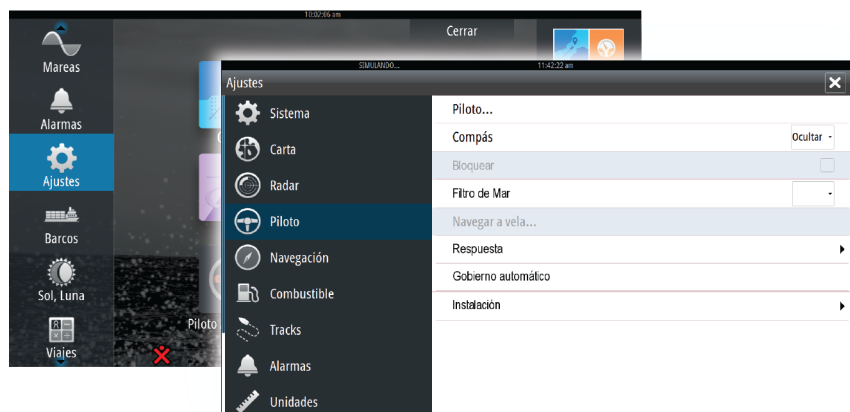 10:02:06 am
Cerrar
Mareas
Alarmas
Ajustes
Barcos
Sol, Luna
Viajes
Piloto
SIMULANDO...
11:42:22 am
Ajustes
Sistema
Carta
Radar
Piloto
Navegación
Combustible
Tracks
Alarmas
Unidades
Piloto...
Compás
Ocultar
Bloquear
Filtro de Mar
Navegar a vela...
Respuesta
Gobierno automático
Instalación